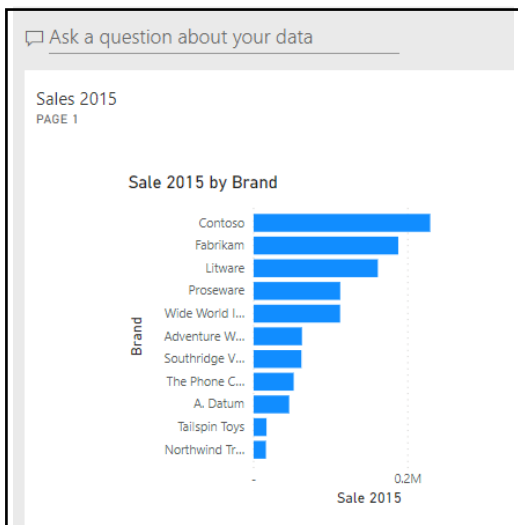 Ask a question about your data
Sales 2015
PAGE 1
Sale 2015 by Brand
Contoso
Fabrikam
Litware
Proseware
Wide World I...
Adventure W...
Southridge V...
The Phone C...
A. Datum
Tailspin Toys
Northwind Tr...
Brand
- 0.2M
Sale 2015